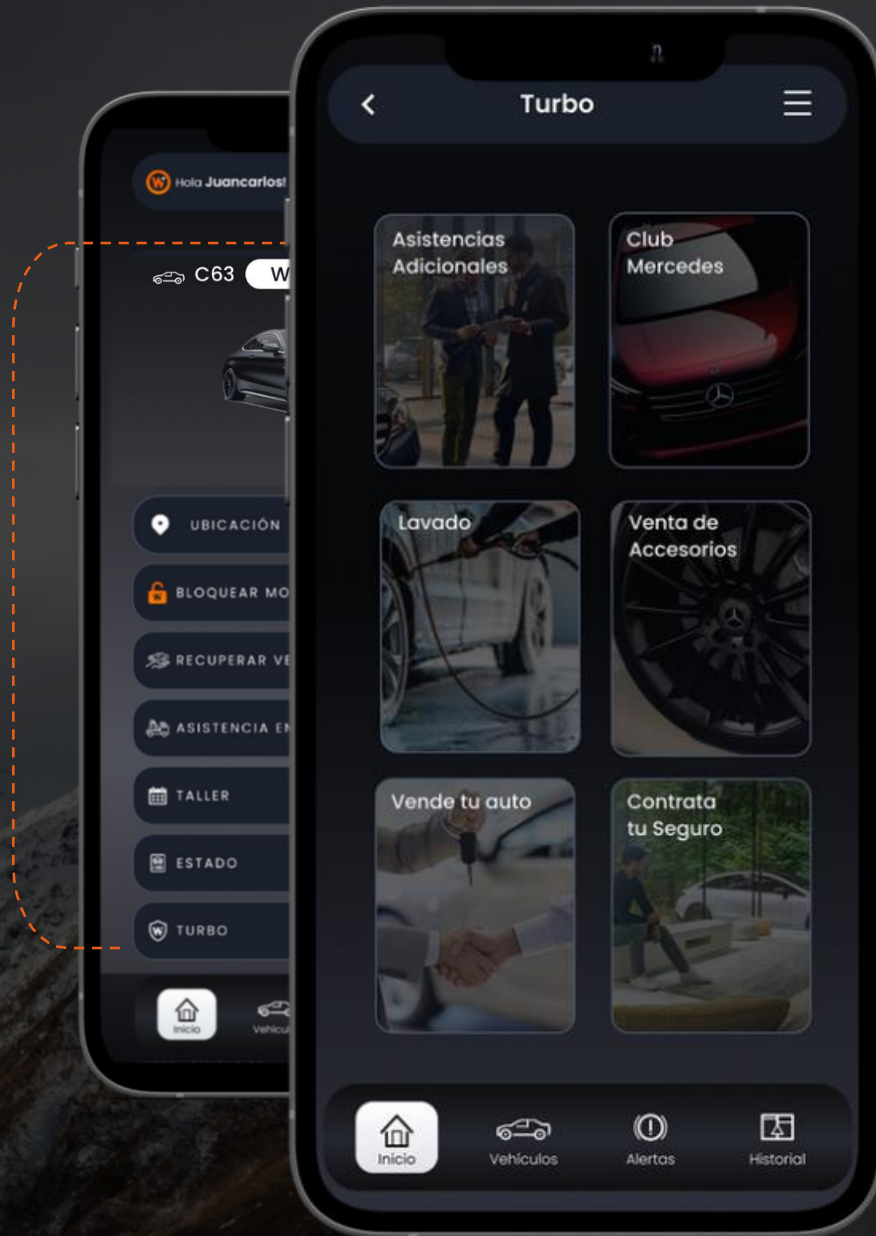 Hola Juancarlos!
C63 W
UBICACIÓN
BLOQUEAR MO
RECUPERAR VE
ASISTENCIA EN
TALLER
ESTADO
TURBO
Inicio
Vehícul
Turbo
Asistencias
Adicionales
Club
Mercedes
Lavado
Venta de
Accesorios
Vende tu auto
Contrata
tu Seguro
Inicio
Vehículos
Alertas
Historial